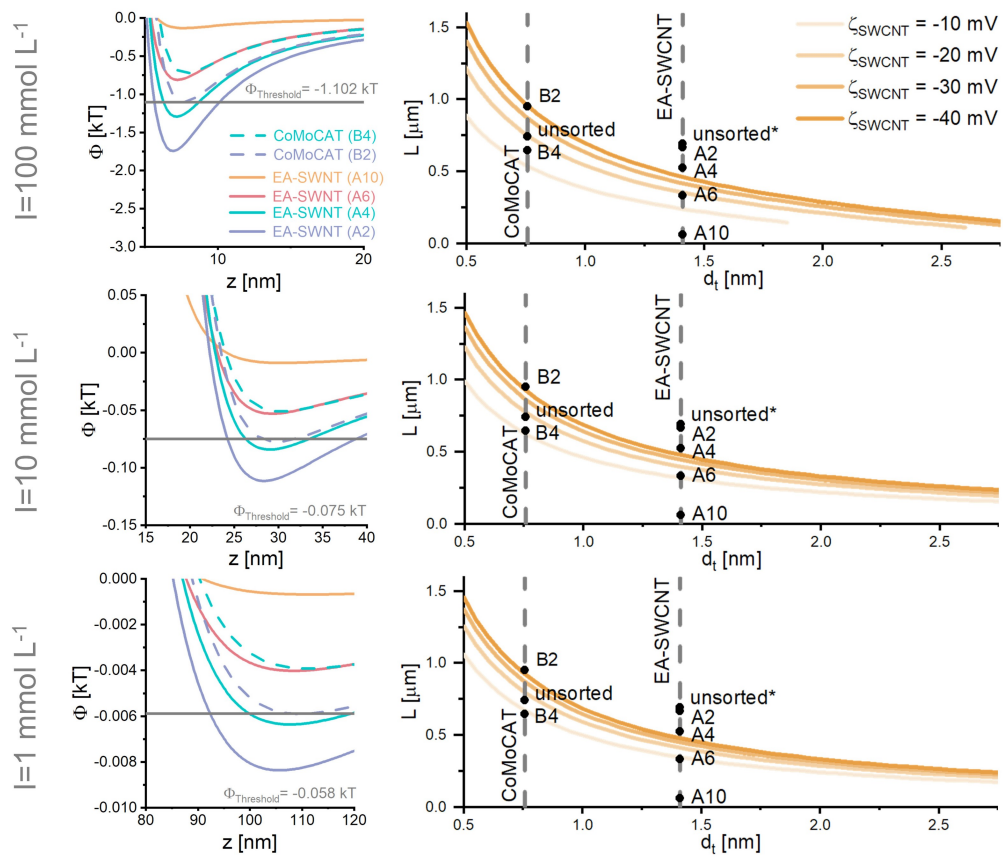 I=100 mmol L⁻¹
Φ [kT]
0.0
-0.5
-1.0
-1.5
-2.0
-2.5
-3.0
Φ_Threshold = -1.102 kT
CoMoCAT (B4)
CoMoCAT (B2)
EA-SWNT (A10)
EA-SWNT (A6)
EA-SWNT (A4)
EA-SWNT (A2)
10
20
z [nm]
L [µm]
1.5
1.0
0.5
0.0
CoMoCAT
B2
unsorted
B4
EA-SWCNT
unsorted*
A2
A4
A6
A10
ζ_SWCNT = -10 mV
ζ_SWCNT = -20 mV
ζ_SWCNT = -30 mV
ζ_SWCNT = -40 mV
0.5
1.0
1.5
2.0
2.5
d_t [nm]
I=10 mmol L⁻¹
Φ [kT]
0.05
0.00
-0.05
-0.10
-0.15
Φ_Threshold = -0.075 kT
15
20
25
30
35
40
z [nm]
L [µm]
1.5
1.0
0.5
0.0
CoMoCAT
B2
unsorted
B4
EA-SWCNT
unsorted*
A2
A4
A6
A10
0.5
1.0
1.5
2.0
2.5
d_t [nm]
I=1 mmol L⁻¹
Φ [kT]
0.000
-0.002
-0.004
-0.006
-0.008
-0.010
Φ_Threshold = -0.058 kT
80
90
100
110
120
z [nm]
L [µm]
1.5
1.0
0.5
0.0
CoMoCAT
B2
unsorted
B4
EA-SWCNT
unsorted*
A2
A4
A6
A10
0.5
1.0
1.5
2.0
2.5
d_t [nm]